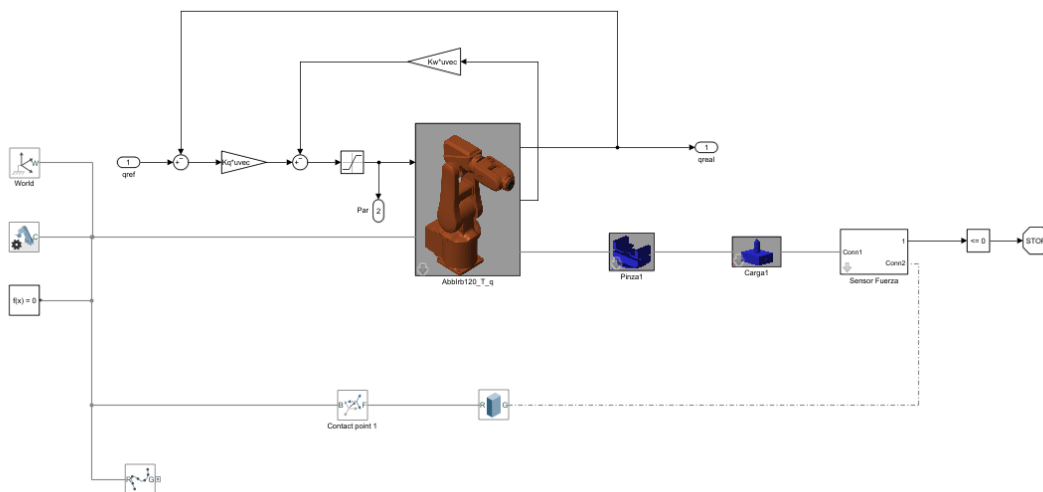 Kw*uvec
1
qref
+
−
Kq*uvec
+
−
1
qreal
W
World
Par
2
C
AbbIrb120_T_q
Pinza1
Carga1
Conn1
1
Conn2
Sensor Fuerza
<= 0
STOP
f(x) = 0
B
F
Contact point 1
R
G
R
G